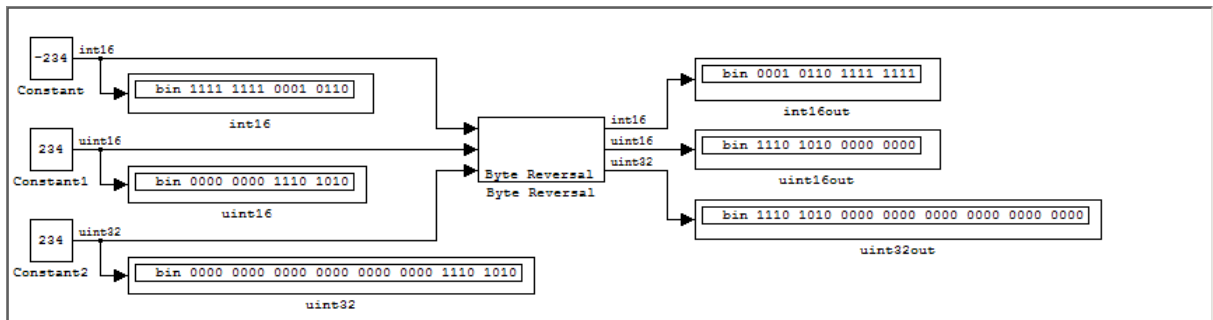 -234
int16
Constant
bin 1111 1111 0001 0110
int16
234
uint16
Constant1
bin 0000 0000 1110 1010
uint16
234
uint32
Constant2
bin 0000 0000 0000 0000 0000 0000 1110 1010
uint32
Byte Reversal
Byte Reversal
int16
uint16
uint32
bin 0001 0110 1111 1111
int16out
bin 1110 1010 0000 0000
uint16out
bin 1110 1010 0000 0000 0000 0000 0000 0000
uint32out